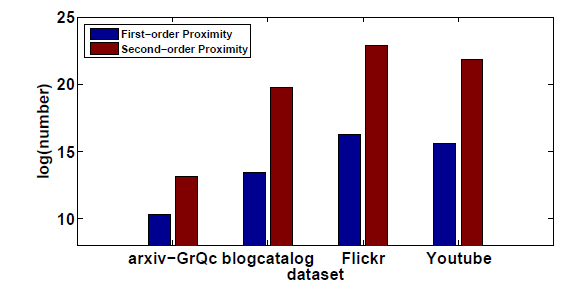 25
First-order Proximity
Second-order Proximity
20
log(number)
15
10
arxiv-GrQc blogcatalog Flickr Youtube
dataset